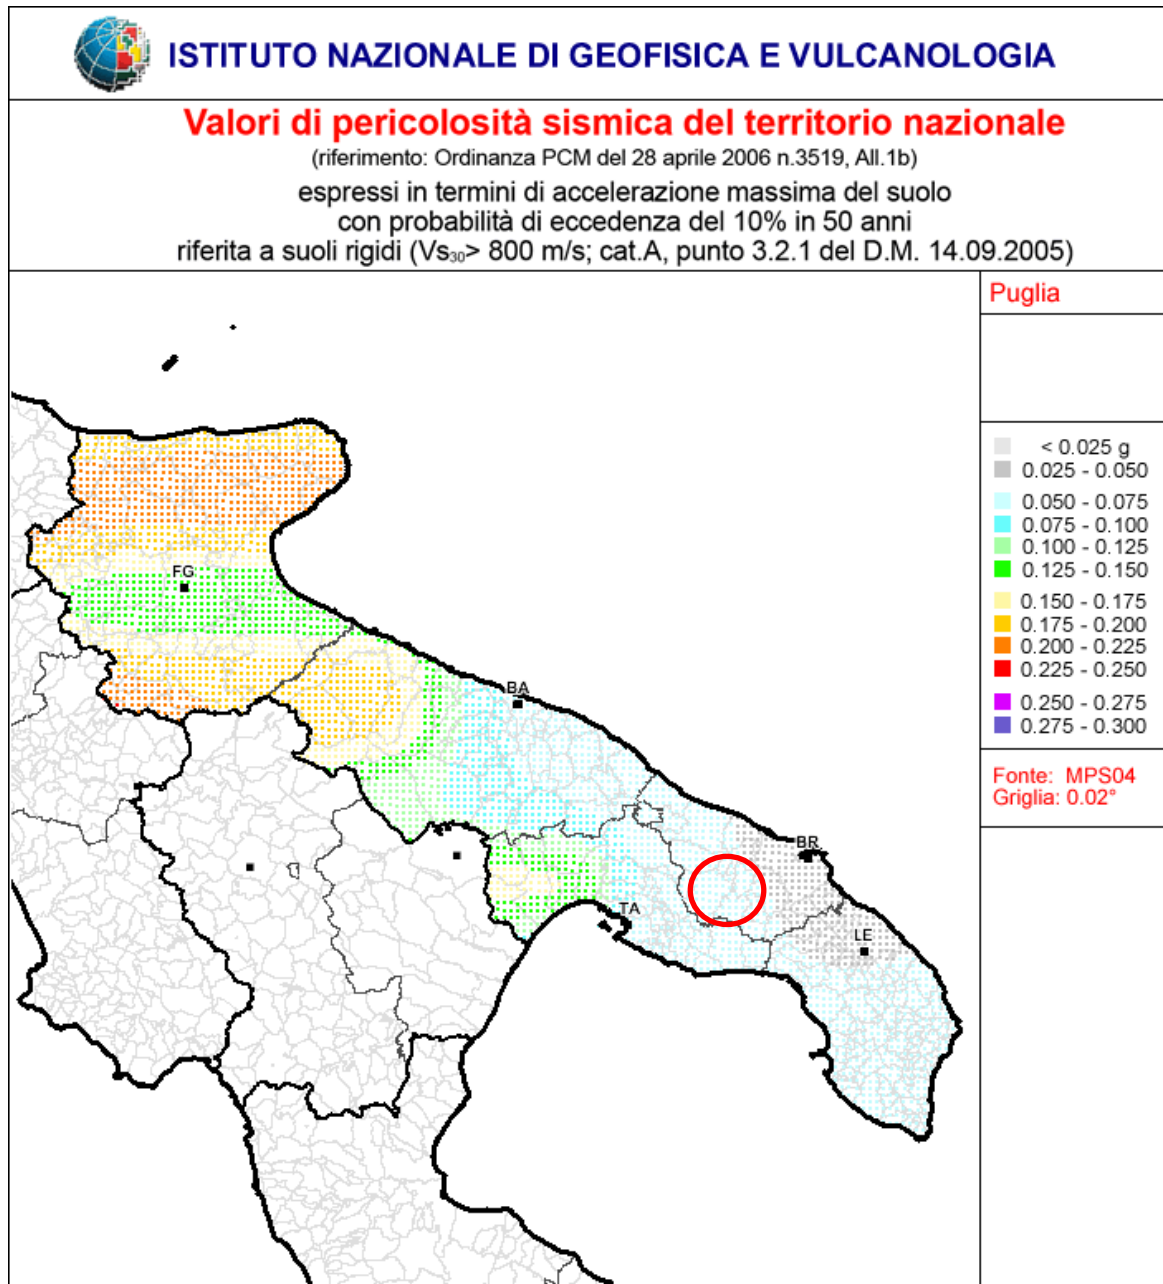 ISTITUTO NAZIONALE DI GEOFISICA E VULCANOLOGIA
Valori di pericolosità sismica del territorio nazionale
(riferimento: Ordinanza PCM del 28 aprile 2006 n.3519, All.1b)
espressi in termini di accelerazione massima del suolo
con probabilità di eccedenza del 10% in 50 anni
riferita a suoli rigidi (Vs₃₀> 800 m/s; cat.A, punto 3.2.1 del D.M. 14.09.2005)
Puglia
< 0.025 g
0.025 - 0.050
0.050 - 0.075
0.075 - 0.100
0.100 - 0.125
0.125 - 0.150
0.150 - 0.175
0.175 - 0.200
0.200 - 0.225
0.225 - 0.250
0.250 - 0.275
0.275 - 0.300
Fonte: MPS04
Griglia: 0.02°
FG
BA
BR
TA
LE